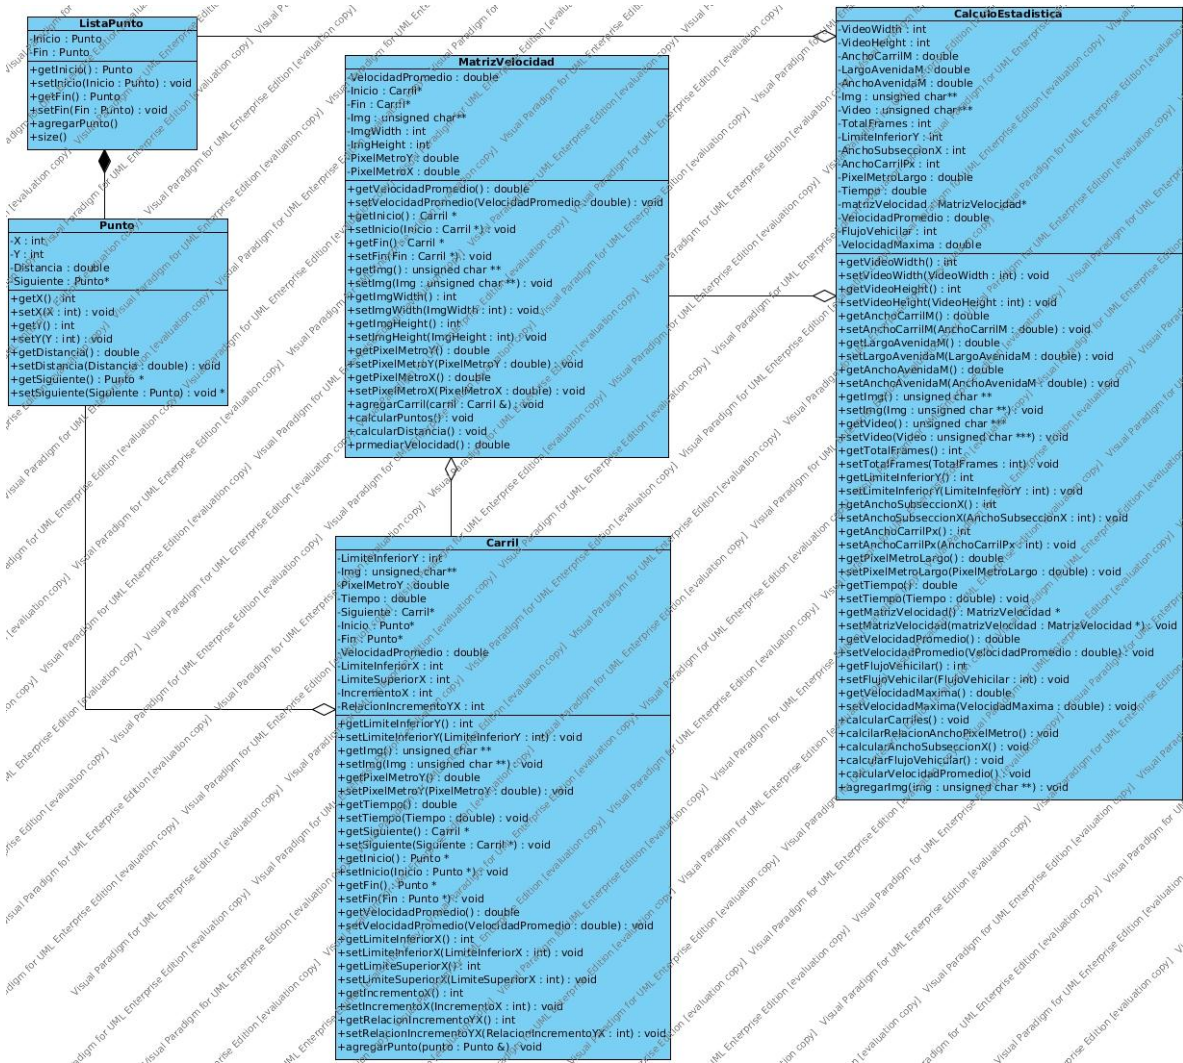 ListaPunto
-Inicio : Punto
-Fin : Punto
+getInicio() : Punto
+setInicio(Inicio : Punto) : void
+getFin() : Punto
+setFin(Fin : Punto) : void
+agregarPunto()
+size()
Punto
-X : int
-Y : int
-Distancia : double
-Siguiente : Punto*
+getX() : int
+setX(X : int) : void
+getY() : int
+setY(Y : int) : void
+getDistancia() : double
+setDistancia(Distancia : double) : void
+getSiguiente() : Punto *
+setSiguiente(Siguiente : Punto) : void *
MatrizVelocidad
-VelocidadPromedio : double
-Inicio : Carril*
-Fin : Carril*
-Img : unsigned char**
-ImgWidth : int
-ImgHeight : int
-PixelMetroY : double
-PixelMetroX : double
+getVelocidadPromedio() : double
+setVelocidadPromedio(VelocidadPromedio : double) : void
+getInicio() : Carril *
+setInicio(Inicio : Carril *) : void
+getFin() : Carril *
+setFin(Fin : Carril *) : void
+getImg() : unsigned char **
+setImg(Img : unsigned char **) : void
+getImgWidth() : int
+setImgWidth(ImgWidth : int) : void
+getImgHeight() : int
+setImgHeight(ImgHeight : int) : void
+getPixelMetroY() : double
+setPixelMetroY(PixelMetroY : double) : void
+getPixelMetroX() : double
+setPixelMetroX(PixelMetroX : double) : void
+agregarCarril(carril : Carril &) : void
+calcularPuntos() : void
+calcularDistancia() : void
+prmediarVelocidad() : double
Carril
-LimiteInferiorY : int
-Img : unsigned char**
-PixelMetroY : double
-Tiempo : double
-Siguiente : Carril*
-Inicio : Punto*
-Fin : Punto*
-VelocidadPromedio : double
-LimiteInferiorX : int
-LimiteSuperiorX : int
-IncrementoX : int
-RelacionIncrementoYX : int
+getLimiteInferiorY() : int
+setLimiteInferiorY(LimiteInferiorY : int) : void
+getImg() : unsigned char **
+setImg(Img : unsigned char **) : void
+getPixelMetroY() : double
+setPixelMetroY(PixelMetroY : double) : void
+getTiempo() : double
+setTiempo(Tiempo : double) : void
+getSiguiente() : Carril *
+setSiguiente(Siguiente : Carril *) : void
+getInicio() : Punto *
+setInicio(Inicio : Punto *) : void
+getFin() : Punto *
+setFin(Fin : Punto *) : void
+getVelocidadPromedio() : double
+setVelocidadPromedio(VelocidadPromedio : double) : void
+getLimiteInferiorX() : int
+setLimiteInferiorX(LimiteInferiorX : int) : void
+getLimiteSuperiorX() : int
+setLimiteSuperiorX(LimiteSuperiorX : int) : void
+getIncrementoX() : int
+setIncrementoX(IncrementoX : int) : void
+getRelacionIncrementoYX() : int
+setRelacionIncrementoYX(RelacionIncrementoYX : int) : void
+agregarPunto(punto : Punto &) : void
CalculoEstadistica
-VideoWidth : int
-VideoHeight : int
-AnchoCarrilM : double
-LargoAvenidaM : double
-AnchoAvenidaM : double
-Img : unsigned char**
-Video : unsigned char***
-TotalFrames : int
-LimiteInferiorY : int
-AnchoSubseccionX : int
-AnchoCarrilPx : int
-PixelMetroLargo : double
-Tiempo : double
-matrizVelocidad : MatrizVelocidad*
-VelocidadPromedio : double
-FlujoVehicilar : int
-VelocidadMaxima : double
+getVideoWidth() : int
+setVideoWidth(VideoWidth : int) : void
+getVideoHeight() : int
+setVideoHeight(VideoHeight : int) : void
+getAnchoCarrilM() : double
+setAnchoCarrilM(AnchoCarrilM : double) : void
+getLargoAvenidaM() : double
+setLargoAvenidaM(LargoAvenidaM : double) : void
+getAnchoAvenidaM() : double
+setAnchoAvenidaM(AnchoAvenidaM : double) : void
+getImg() : unsigned char **
+setImg(Img : unsigned char **) : void
+getVideo() : unsigned char ***
+setVideo(Video : unsigned char ***) : void
+getTotalFrames() : int
+setTotalFrames(TotalFrames : int) : void
+getLimiteInferiorY() : int
+setLimiteInferiorY(LimiteInferiorY : int) : void
+getAnchoSubseccionX() : int
+setAnchoSubseccionX(AnchoSubseccionX : int) : void
+getAnchoCarrilPx() : int
+setAnchoCarrilPx(AnchoCarrilPx : int) : void
+getPixelMetroLargo() : double
+setPixelMetroLargo(PixelMetroLargo : double) : void
+getTiempo() : double
+setTiempo(Tiempo : double) : void
+getMatrizVelocidad() : MatrizVelocidad *
+setMatrizVelocidad(matrizVelocidad : MatrizVelocidad *) : void
+getVelocidadPromedio() : double
+setVelocidadPromedio(VelocidadPromedio : double) : void
+getFlujoVehicilar() : int
+setFlujoVehicilar(FlujoVehicilar : int) : void
+getVelocidadMaxima() : double
+setVelocidadMaxima(VelocidadMaxima : double) : void
+calcularCarriles() : void
+calcilarRelacionAnchoPixelMetro() : void
+calcularAnchoSubseccionX() : void
+calcularFlujoVehicular() : void
+calcularVelocidadPromedio() : void
+agregarImg(img : unsigned char **) : void
Visual Paradigm for UML Enterprise Edition [evaluation copy]